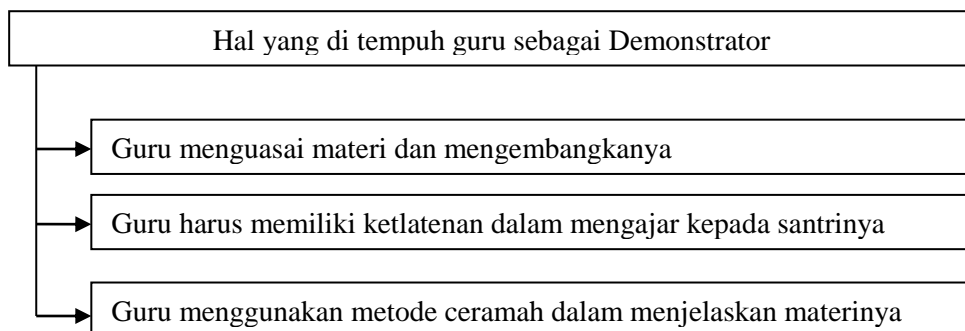 Hal yang di tempuh guru sebagai Demonstrator
Guru menguasai materi dan mengembangkanya
Guru harus memiliki ketlatenan dalam mengajar kepada santrinya
Guru menggunakan metode ceramah dalam menjelaskan materinya